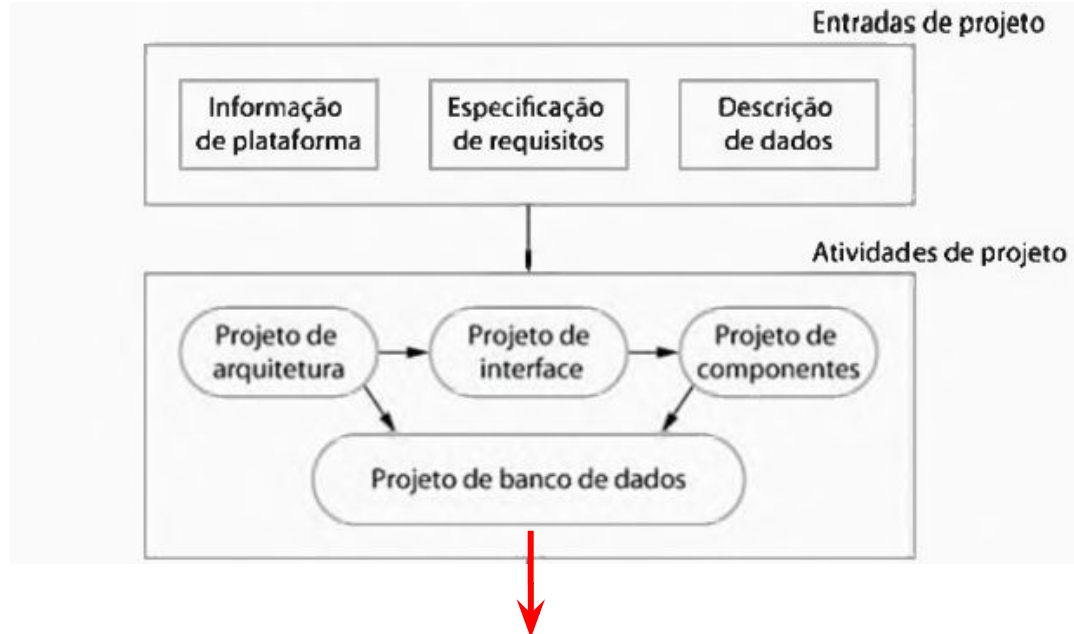 Entradas de projeto
Informação
de plataforma
Especificação
de requisitos
Descrição
de dados
Atividades de projeto
Projeto de
arquitetura
Projeto de
interface
Projeto de
componentes
Projeto de banco de dados